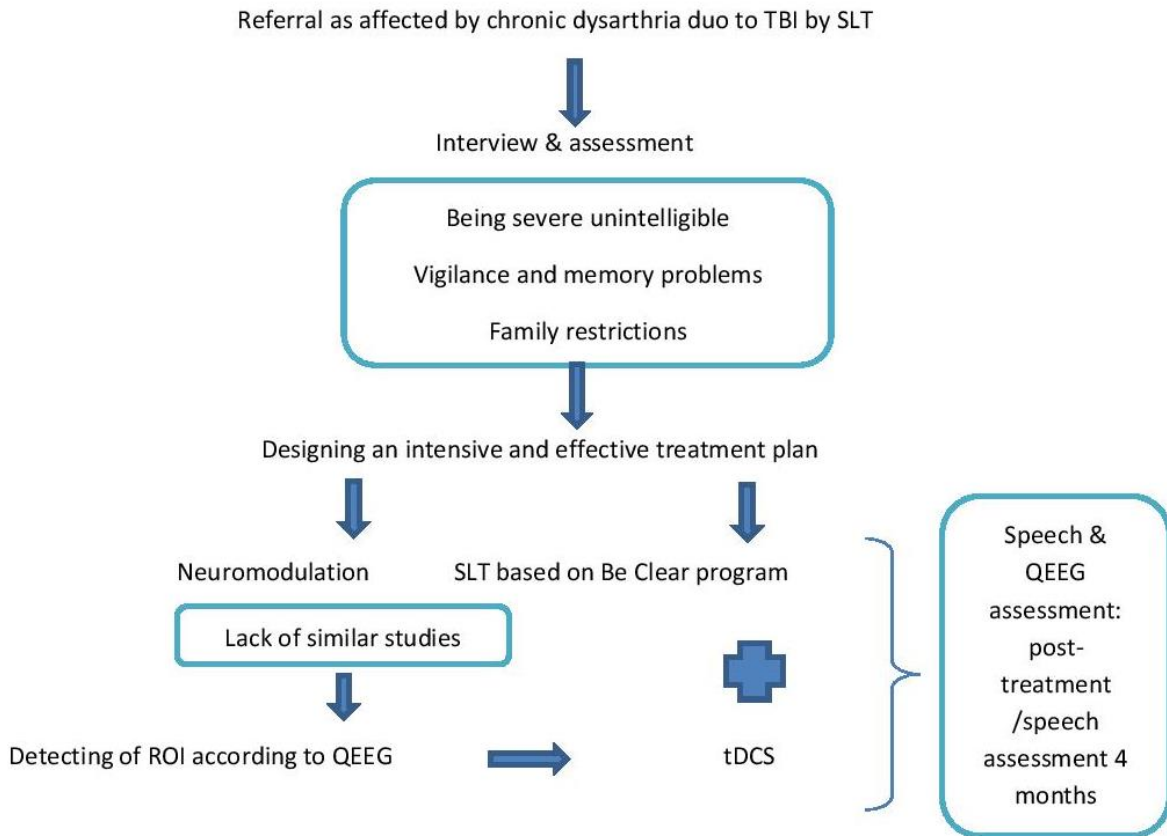 Referral as affected by chronic dysarthria duo to TBI by SLT
Interview & assessment
Being severe unintelligible
Vigilance and memory problems
Family restrictions
Designing an intensive and effective treatment plan
Neuromodulation
SLT based on Be Clear program
Lack of similar studies
Detecting of ROI according to QEEG
tDCS
Speech &
QEEG
assessment:
post-
treatment
/speech
assessment 4
months